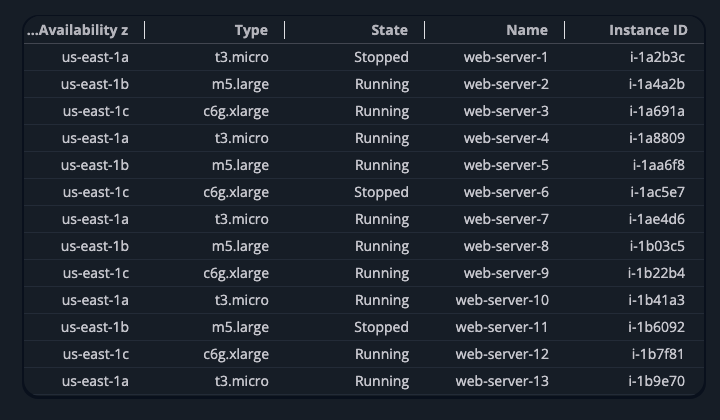 ...Availability z Type State Name Instance ID
us-east-1a t3.micro Stopped web-server-1 i-1a2b3c
us-east-1b m5.large Running web-server-2 i-1a4a2b
us-east-1c c6g.xlarge Running web-server-3 i-1a691a
us-east-1a t3.micro Running web-server-4 i-1a8809
us-east-1b m5.large Running web-server-5 i-1aa6f8
us-east-1c c6g.xlarge Stopped web-server-6 i-1ac5e7
us-east-1a t3.micro Running web-server-7 i-1ae4d6
us-east-1b m5.large Running web-server-8 i-1b03c5
us-east-1c c6g.xlarge Running web-server-9 i-1b22b4
us-east-1a t3.micro Running web-server-10 i-1b41a3
us-east-1b m5.large Stopped web-server-11 i-1b6092
us-east-1c c6g.xlarge Running web-server-12 i-1b7f81
us-east-1a t3.micro Running web-server-13 i-1b9e70